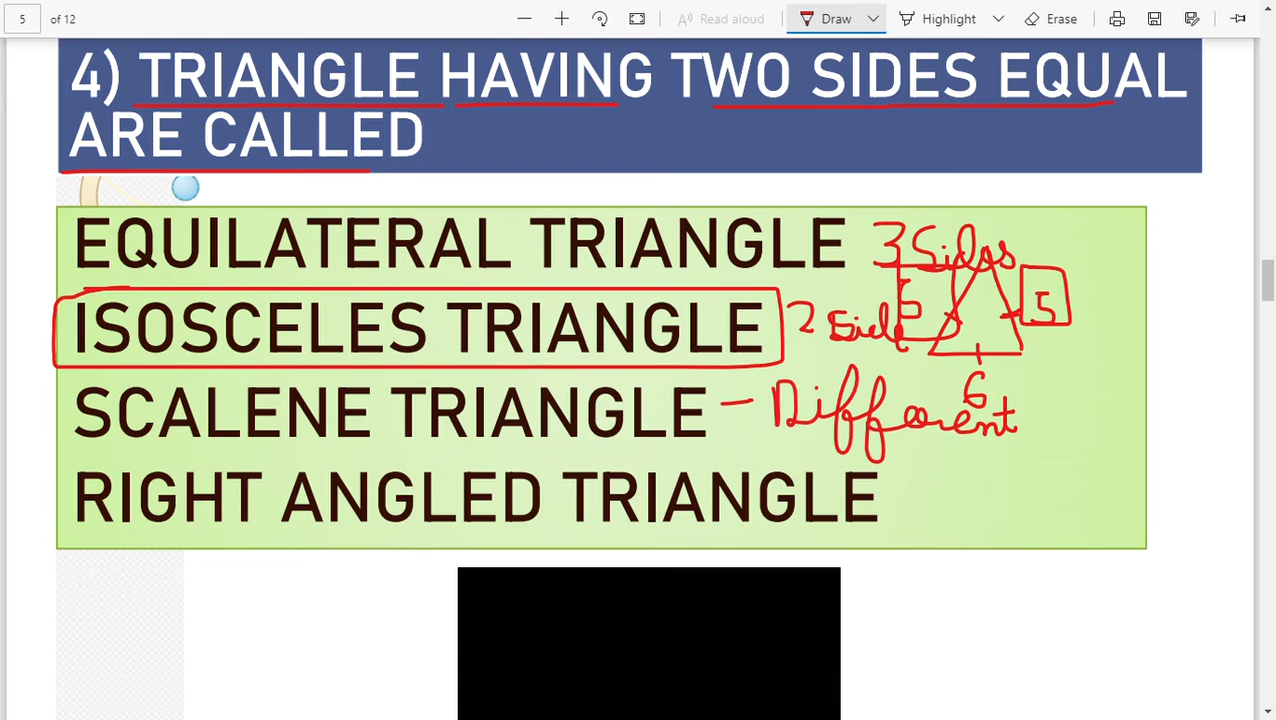 5 of 12 Read aloud Draw Highlight Erase
4) TRIANGLE HAVING TWO SIDES EQUAL
ARE CALLED
EQUILATERAL TRIANGLE 3 Sides
ISOSCELES TRIANGLE 2 Side 5 5
SCALENE TRIANGLE - Different 6
RIGHT ANGLED TRIANGLE